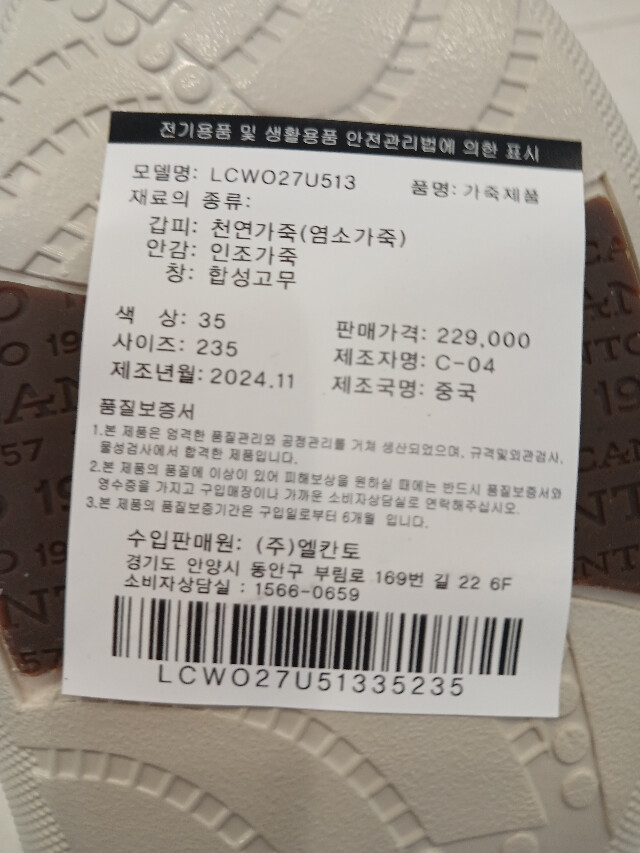 전기용품 및 생활용품 안전관리법에 의한 표시
모델명: LCWO27U513 품명: 가죽제품
재료의 종류:
갑피: 천연가죽(염소가죽)
안감: 인조가죽
창: 합성고무
색 상: 35 판매가격: 229,000
사이즈: 235 제조자명: C-04
제조년월: 2024.11 제조국명: 중국
품질보증서
1.본 제품은 엄격한 품질관리와 공정관리를 거쳐 생산되었으며, 규격및외관검사,
물성검사에서 합격한 제품입니다.
2.본 제품의 품질에 이상이 있어 피해보상을 원하실 때에는 반드시 품질보증서와
영수증을 가지고 구입매장이나 가까운 소비자상담실로 연락해주십시오.
3.본 제품의 품질보증기간은 구입일로부터 6개월 입니다.
수입판매원: (주)엘칸토
경기도 안양시 동안구 부림로 169번 길 22 6F
소비자상담실 : 1566-0659
LCWO27U51335235